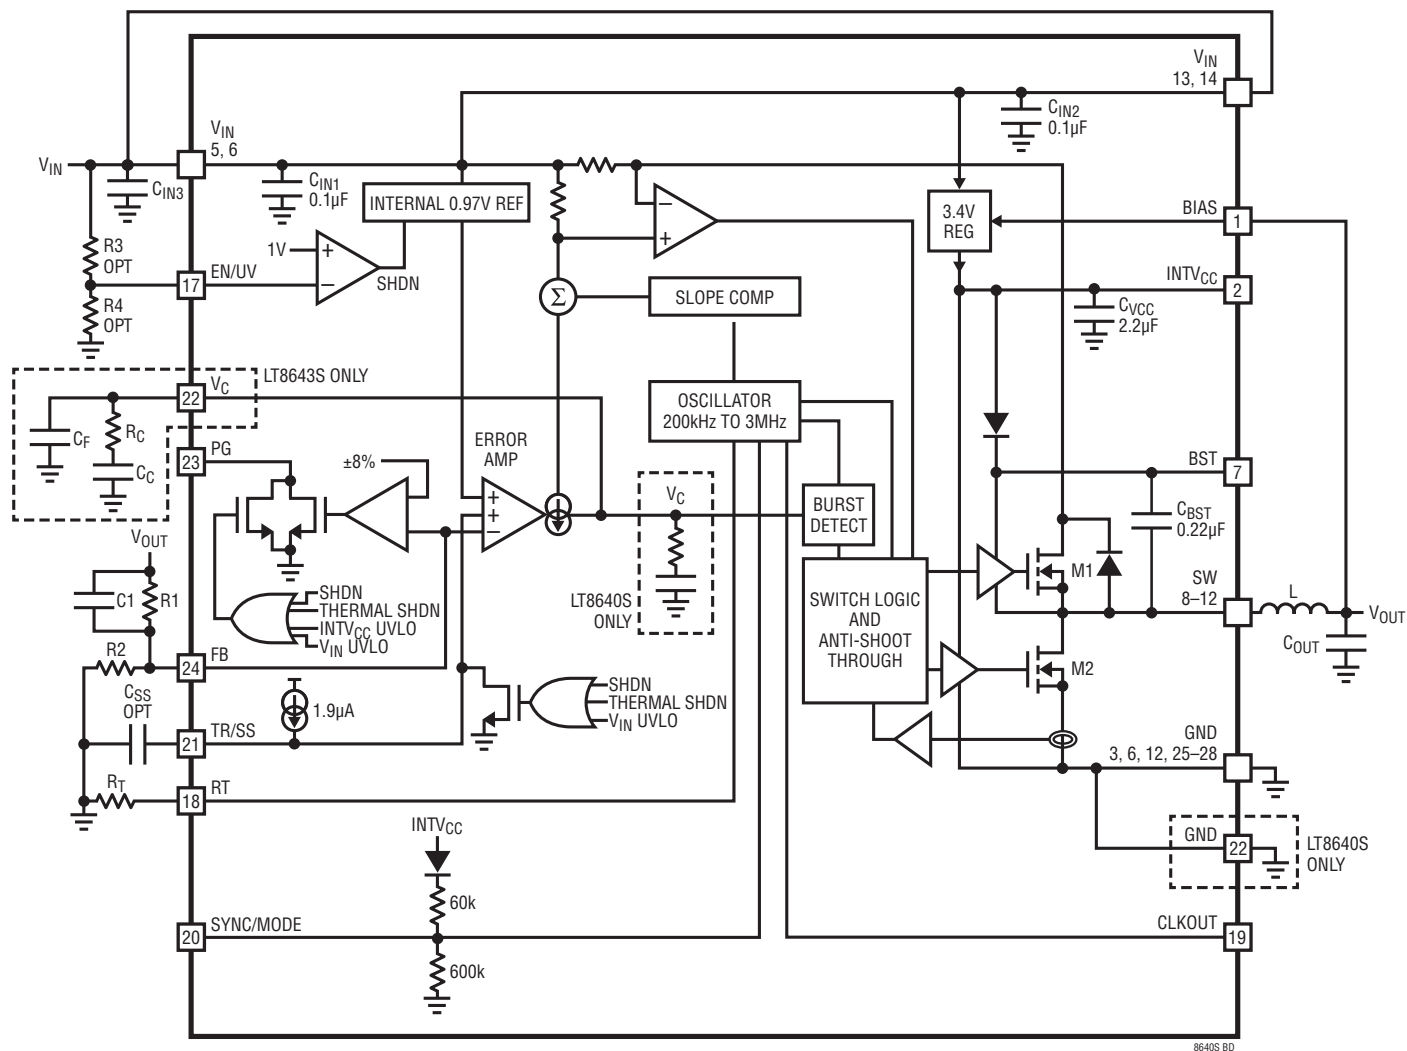 VIN
13, 14
CIN2
0.1µF
VIN
5, 6
VIN
CIN3
CIN1
0.1µF
INTERNAL 0.97V REF
R3
OPT
1V
+
−
SHDN
EN/UV
17
R4
OPT
−
+
3.4V
REG
BIAS
1
INTVCC
2
CVCC
2.2µF
Σ
SLOPE COMP
LT8643S ONLY
VC
22
CF
RC
CC
PG
23
±8%
ERROR
AMP
+
+
−
OSCILLATOR
200kHz TO 3MHz
VC
LT8640S
ONLY
BURST
DETECT
BST
7
CBST
0.22µF
M1
SW
8–12
L
VOUT
COUT
SWITCH LOGIC
AND
ANTI-SHOOT
THROUGH
M2
VOUT
C1
R1
SHDN
THERMAL SHDN
INTVCC UVLO
VIN UVLO
R2
FB
24
CSS
OPT
1.9µA
TR/SS
21
SHDN
THERMAL SHDN
VIN UVLO
GND
3, 6, 12, 25–28
RT
RT
18
GND
22
LT8640S
ONLY
INTVCC
60k
SYNC/MODE
20
600k
CLKOUT
19
8640S BD